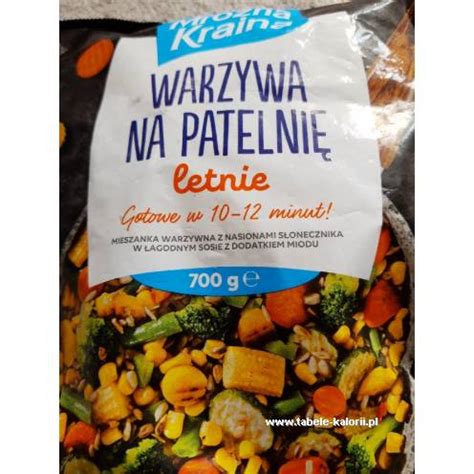 Mroźna
Kraina
WARZYWA
NA PATELNIĘ
letnie
Gotowe w 10-12 minut!
MIESZANKA WARZYWNA Z NASIONAMI SŁONECZNIKA
W ŁAGODNYM SOSIE Z DODATKIEM MIODU
700 g e
www.tabele-kalorii.pl